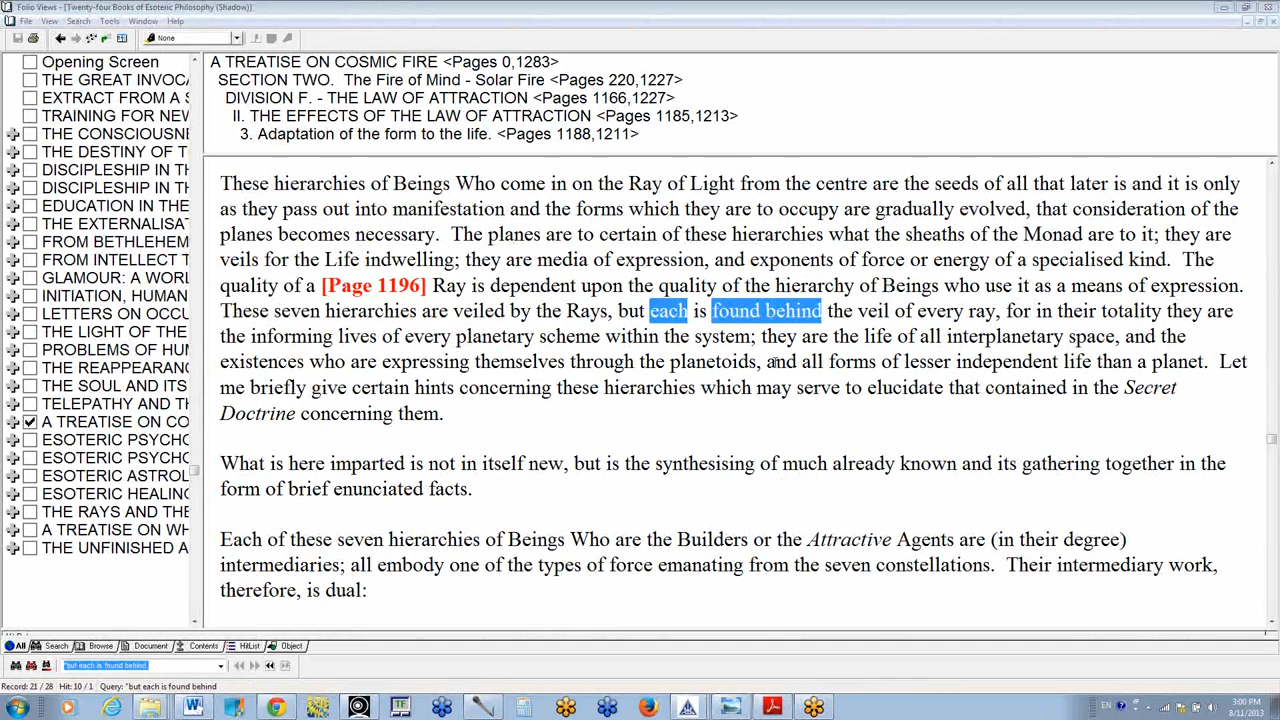 Folio Views - [Twenty-four Books of Esoteric Philosophy (Shadow)]
File Edit View Search Tools Window Help
None
Opening Screen
THE GREAT INVOCA
EXTRACT FROM A S
TRAINING FOR NEW
THE CONSCIOUSNE
THE DESTINY OF T
DISCIPLESHIP IN TH
DISCIPLESHIP IN TH
EDUCATION IN THE
THE EXTERNALISAT
FROM BETHLEHEM
FROM INTELLECT T
GLAMOUR: A WORL
INITIATION, HUMAN
LETTERS ON OCCU
THE LIGHT OF THE
PROBLEMS OF HUM
THE REAPPEARANC
THE SOUL AND ITS
TELEPATHY AND TH
A TREATISE ON CO
ESOTERIC PSYCHO
ESOTERIC PSYCHO
ESOTERIC ASTROL
ESOTERIC HEALING
THE RAYS AND THE
A TREATISE ON WH
THE UNFINISHED A
A TREATISE ON COSMIC FIRE <Pages 0,1283>
SECTION TWO. The Fire of Mind - Solar Fire <Pages 220,1227>
DIVISION F. - THE LAW OF ATTRACTION <Pages 1166,1227>
II. THE EFFECTS OF THE LAW OF ATTRACTION <Pages 1185,1213>
3. Adaptation of the form to the life. <Pages 1188,1211>
These hierarchies of Beings Who come in on the Ray of Light from the centre are the seeds of all that later is and it is only
as they pass out into manifestation and the forms which they are to occupy are gradually evolved, that consideration of the
planes becomes necessary. The planes are to certain of these hierarchies what the sheaths of the Monad are to it; they are
veils for the Life indwelling; they are media of expression, and exponents of force or energy of a specialised kind. The
quality of a [Page 1196] Ray is dependent upon the quality of the hierarchy of Beings who use it as a means of expression.
These seven hierarchies are veiled by the Rays, but each is found behind the veil of every ray, for in their totality they are
the informing lives of every planetary scheme within the system; they are the life of all interplanetary space, and the
existences who are expressing themselves through the planetoids, and all forms of lesser independent life than a planet. Let
me briefly give certain hints concerning these hierarchies which may serve to elucidate that contained in the Secret
Doctrine concerning them.
What is here imparted is not in itself new, but is the synthesising of much already known and its gathering together in the
form of brief enunciated facts.
Each of these seven hierarchies of Beings Who are the Builders or the Attractive Agents are (in their degree)
intermediaries; all embody one of the types of force emanating from the seven constellations. Their intermediary work,
therefore, is dual:
All Search Browse Document Contents HitList Object
"but each is found behind
Record: 21 / 28 Hit: 10 / 1 Query: "but each is found behind
EN 3:00 PM
8/11/2013